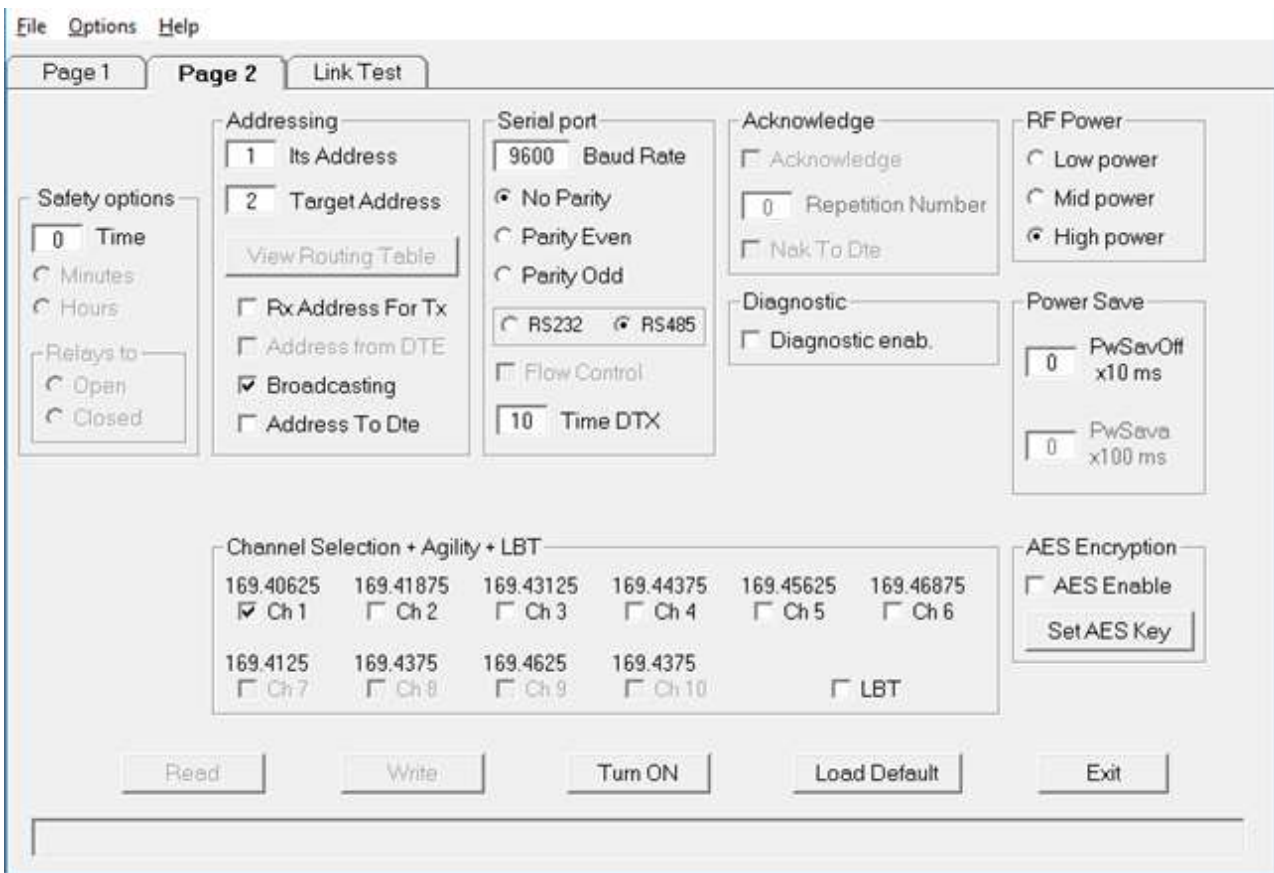 File Options Help
Page 1 Page 2 Link Test
Safety options
0 Time
Minutes
Hours
Relays to
Open
Closed
Addressing
1 Its Address
2 Target Address
View Routing Table
Rx Address For Tx
Address from DTE
Broadcasting
Address To Dte
Serial port
9600 Baud Rate
No Parity
Parity Even
Parity Odd
RS232 RS485
Flow Control
10 Time DTX
Acknowledge
Acknowledge
0 Repetition Number
Nak To Dte
Diagnostic
Diagnostic enab.
RF Power
Low power
Mid power
High power
Power Save
0 PwSavOff
x10 ms
0 PwSava
x100 ms
Channel Selection + Agility + LBT
169.40625 169.41875 169.43125 169.44375 169.45625 169.46875
Ch 1 Ch 2 Ch 3 Ch 4 Ch 5 Ch 6
169.4125 169.4375 169.4625 169.4375
Ch 7 Ch 8 Ch 9 Ch 10 LBT
AES Encryption
AES Enable
Set AES Key
Read Write Turn ON Load Default Exit